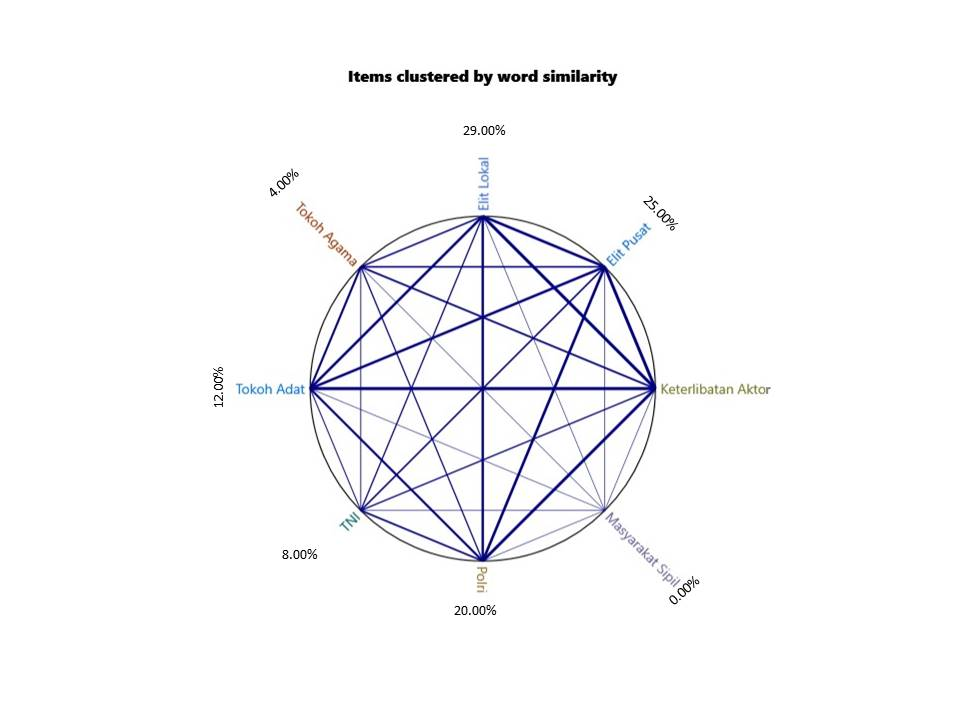 Items clustered by word similarity
29.00%
Elit Lokal
4.00%
Tokoh Agama
25.00%
Elit Pusat
12.00%
Tokoh Adat
Keterlibatan Aktor
TNI
8.00%
Polri
20.00%
Masyarakat Sipil
0.00%